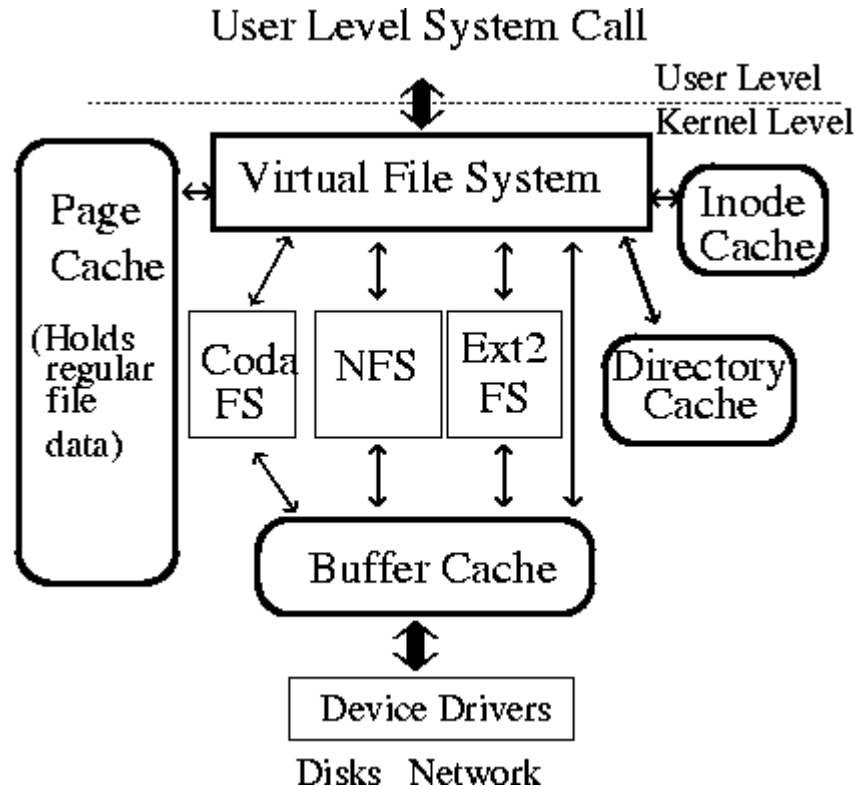 User Level System Call
User Level
Kernel Level
Virtual File System
Page
Cache
(Holds
regular
file
data)
Inode
Cache
Coda
FS
NFS
Ext2
FS
Directory
Cache
Buffer Cache
Device Drivers
Disks Network